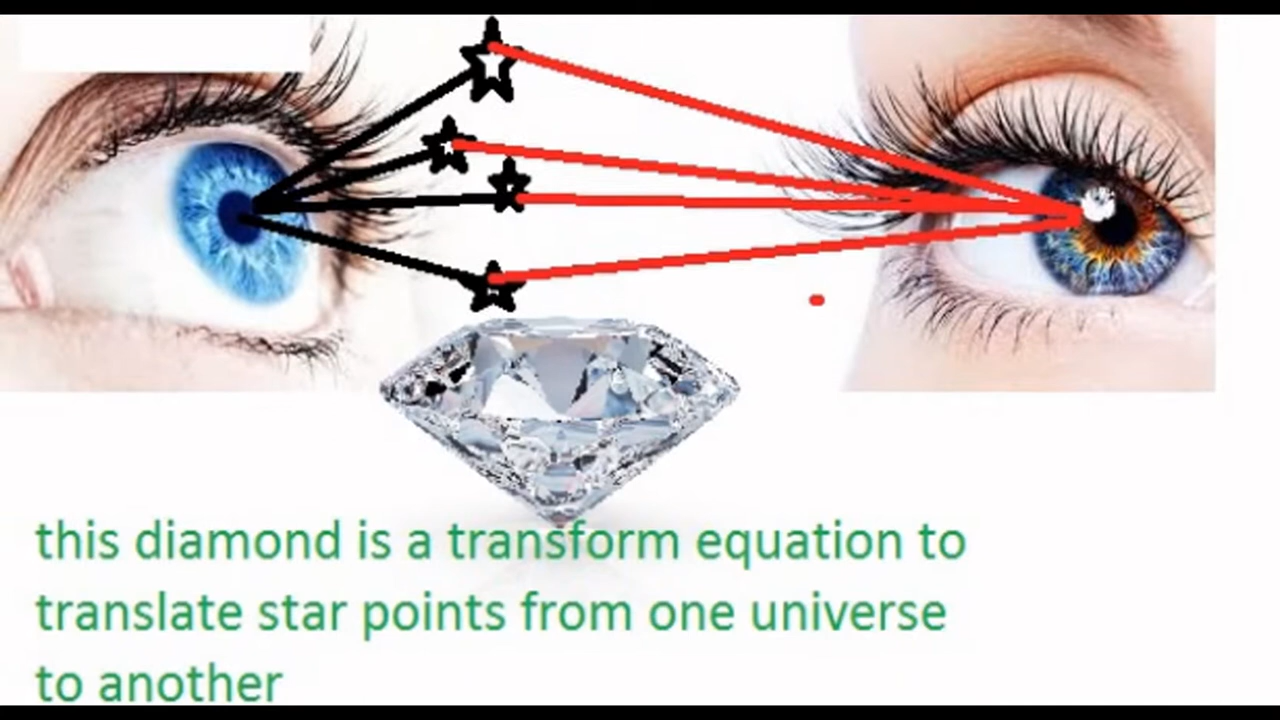 this diamond is a transform equation to
translate star points from one universe
to another